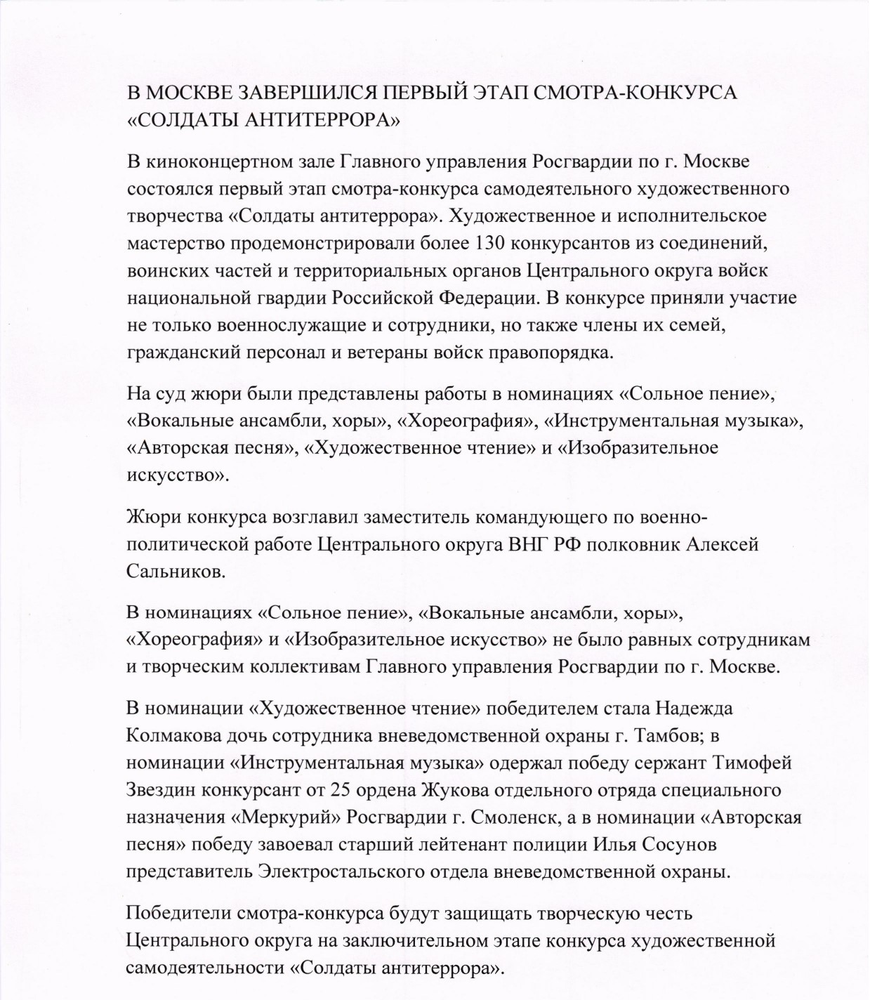 В МОСКВЕ ЗАВЕРШИЛСЯ ПЕРВЫЙ ЭТАП СМОТРА-КОНКУРСА
«СОЛДАТЫ АНТИТЕРРОРА»
В киноконцертном зале Главного управления Росгвардии по г. Москве
состоялся первый этап смотра-конкурса самодеятельного художественного
творчества «Солдаты антитеррора». Художественное и исполнительское
мастерство продемонстрировали более 130 конкурсантов из соединений,
воинских частей и территориальных органов Центрального округа войск
национальной гвардии Российской Федерации. В конкурсе приняли участие
не только военнослужащие и сотрудники, но также члены их семей,
гражданский персонал и ветераны войск правопорядка.
На суд жюри были представлены работы в номинациях «Сольное пение»,
«Вокальные ансамбли, хоры», «Хореография», «Инструментальная музыка»,
«Авторская песня», «Художественное чтение» и «Изобразительное
искусство».
Жюри конкурса возглавил заместитель командующего по военно-
политической работе Центрального округа ВНГ РФ полковник Алексей
Сальников.
В номинациях «Сольное пение», «Вокальные ансамбли, хоры»,
«Хореография» и «Изобразительное искусство» не было равных сотрудникам
и творческим коллективам Главного управления Росгвардии по г. Москве.
В номинации «Художественное чтение» победителем стала Надежда
Колмакова дочь сотрудника вневедомственной охраны г. Тамбов; в
номинации «Инструментальная музыка» одержал победу сержант Тимофей
Звездин конкурсант от 25 ордена Жукова отдельного отряда специального
назначения «Меркурий» Росгвардии г. Смоленск, а в номинации «Авторская
песня» победу завоевал старший лейтенант полиции Илья Сосунов
представитель Электростальского отдела вневедомственной охраны.
Победители смотра-конкурса будут защищать творческую честь
Центрального округа на заключительном этапе конкурса художественной
самодеятельности «Солдаты антитеррора».